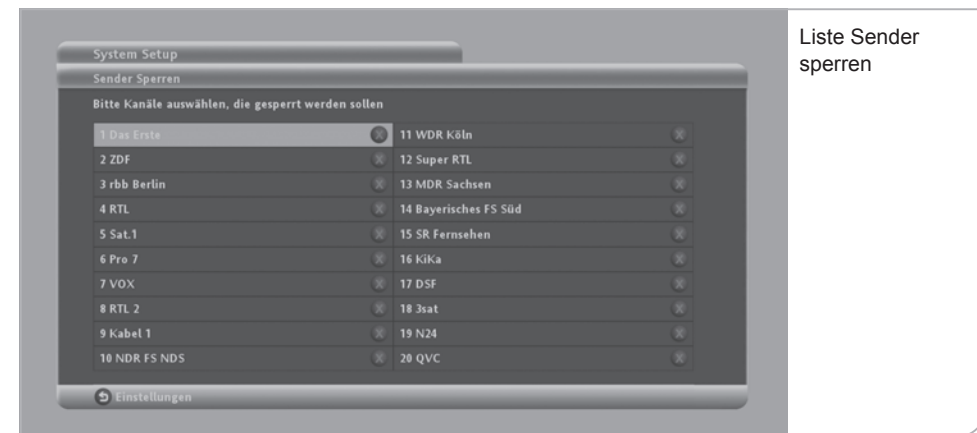 System Setup
Sender Sperren
Bitte Kanäle auswählen, die gesperrt werden sollen
1 Das Erste
2 ZDF
3 rbb Berlin
4 RTL
5 Sat.1
6 Pro 7
7 VOX
8 RTL 2
9 Kabel 1
10 NDR FS NDS
11 WDR Köln
12 Super RTL
13 MDR Sachsen
14 Bayerisches FS Süd
15 SR Fernsehen
16 KiKa
17 DSF
18 3sat
19 N24
20 QVC
Einstellungen
Liste Sender
sperren